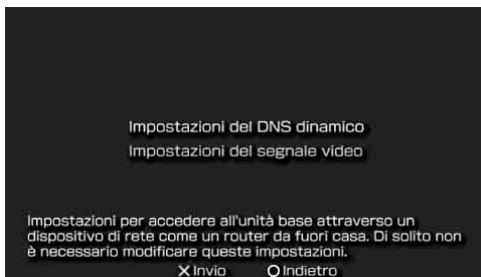 Impostazioni del DNS dinamico
Impostazioni del segnale video
Impostazioni per accedere all'unità base attraverso un
dispositivo di rete come un router da fuori casa. Di solito non
è necessario modificare queste impostazioni.
X Invio O Indietro